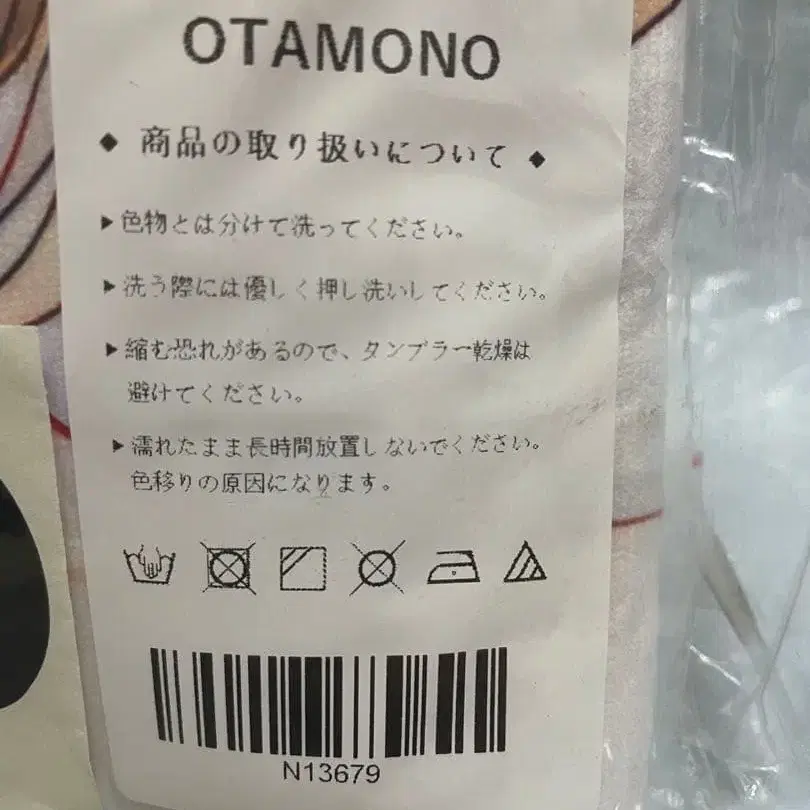 OTAMONO
◆ 商品の取り扱いについて ◆
▶色物とは分けて洗ってください。
▶洗う際には優しく押し洗いしてください。
▶縮む恐れがあるので、タンブラー乾燥は
避けてください。
▶濡れたまま長時間放置しないでください。
色移りの原因になります。
N13679